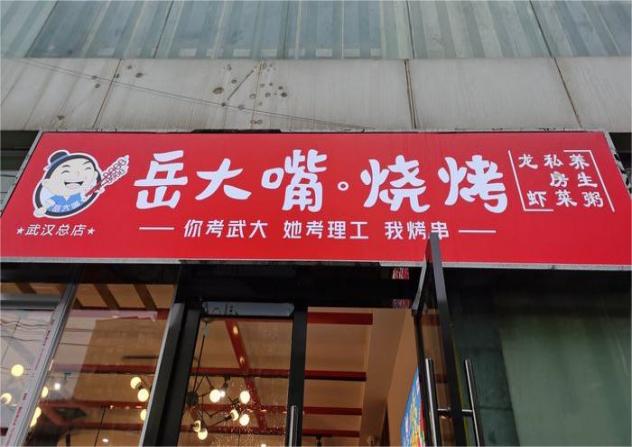 岳大嘴·烧烤
龙虾 私房菜 养生粥
★武汉总店★
你考武大 她考理工 我烤串